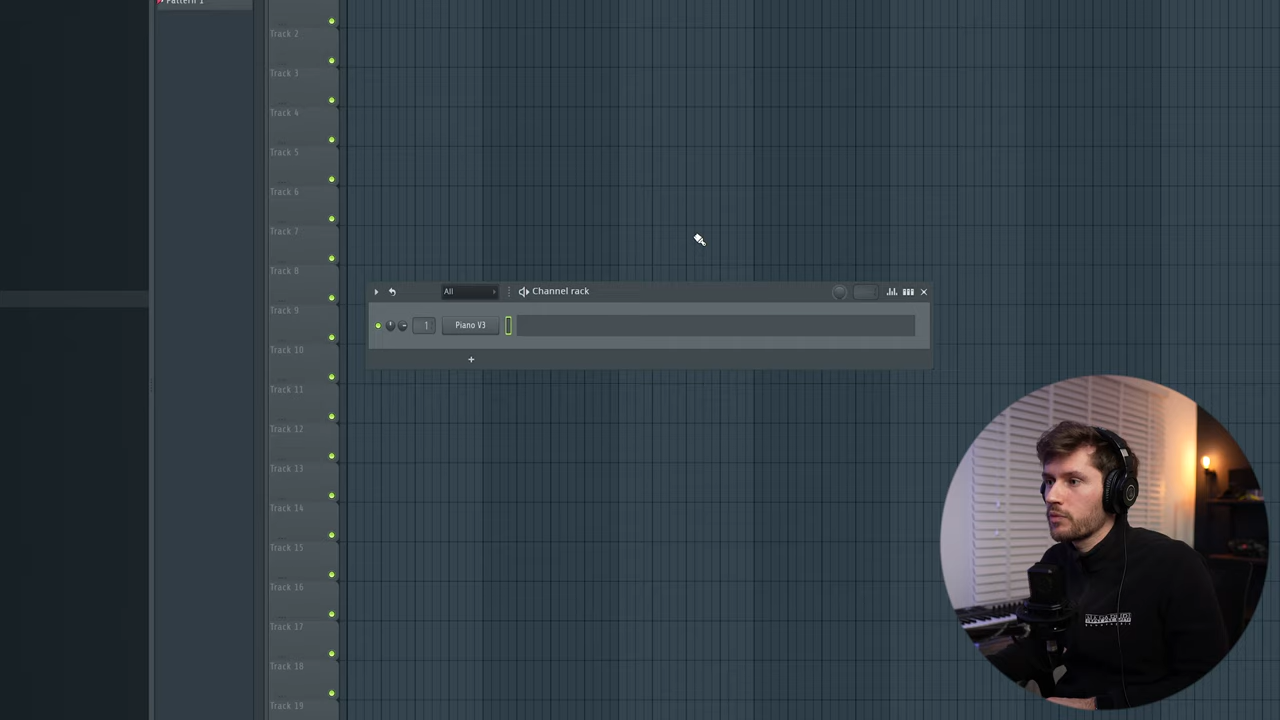 Pattern 1
Track 2
Track 3
Track 4
Track 5
Track 6
Track 7
Track 8
Track 9
Track 10
Track 11
Track 12
Track 13
Track 14
Track 15
Track 16
Track 17
Track 18
Track 19
All
Channel rack
1
Piano V3